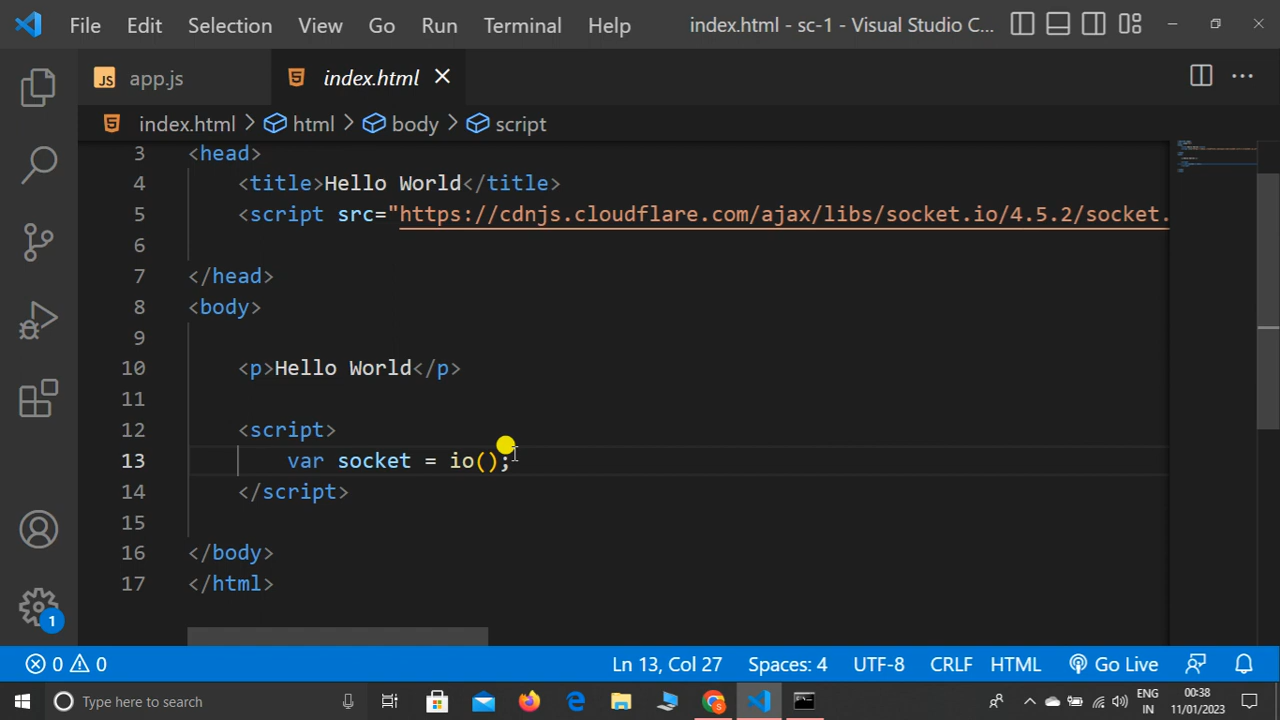 File Edit Selection View Go Run Terminal Help index.html - sc-1 - Visual Studio C...
JS app.js index.html
index.html > html > body > script
3 <head>
4 <title>Hello World</title>
5 <script src="https://cdnjs.cloudflare.com/ajax/libs/socket.io/4.5.2/socket.
6
7 </head>
8 <body>
9
10 <p>Hello World</p>
11
12 <script>
13 var socket = io();
14 </script>
15
16 </body>
17 </html>
1
0 0 Ln 13, Col 27 Spaces: 4 UTF-8 CRLF HTML Go Live
Type here to search
ENG
IN
00:38
11/01/2023